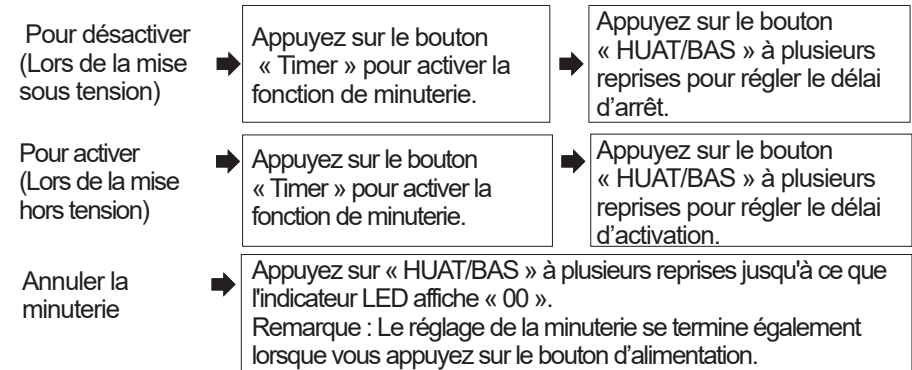 Pour désactiver
(Lors de la mise
sous tension)
Appuyez sur le bouton
« Timer » pour activer la
fonction de minuterie.
Appuyez sur le bouton
« HUAT/BAS » à plusieurs
reprises pour régler le délai
d’arrêt.
Pour activer
(Lors de la mise
hors tension)
Appuyez sur le bouton
« Timer » pour activer la
fonction de minuterie.
Appuyez sur le bouton
« HUAT/BAS » à plusieurs
reprises pour régler le délai
d’activation.
Annuler la
minuterie
Appuyez sur « HUAT/BAS » à plusieurs reprises jusqu'à ce que
l'indicateur LED affiche « 00 ».
Remarque : Le réglage de la minuterie se termine également
lorsque vous appuyez sur le bouton d’alimentation.